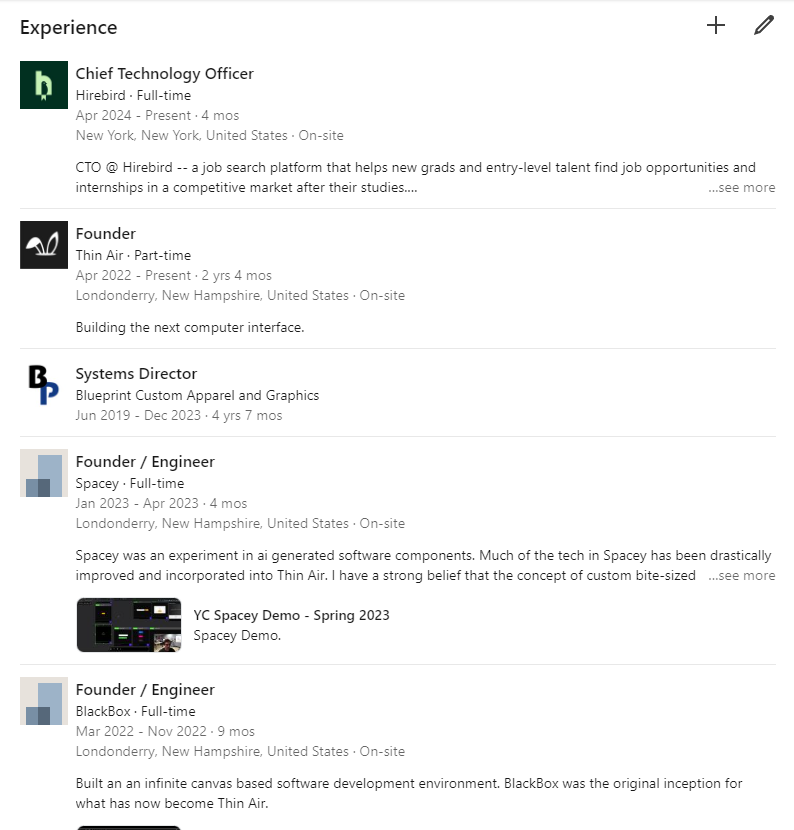 Experience
Chief Technology Officer
Hirebird · Full-time
Apr 2024 - Present · 4 mos
New York, New York, United States · On-site
CTO @ Hirebird -- a job search platform that helps new grads and entry-level talent find job opportunities and
internships in a competitive market after their studies.... ...see more
Founder
Thin Air · Part-time
Apr 2022 - Present · 2 yrs 4 mos
Londonderry, New Hampshire, United States · On-site
Building the next computer interface.
BP
Systems Director
Blueprint Custom Apparel and Graphics
Jun 2019 - Dec 2023 · 4 yrs 7 mos
Founder / Engineer
Spacey · Full-time
Jan 2023 - Apr 2023 · 4 mos
Londonderry, New Hampshire, United States · On-site
Spacey was an experiment in ai generated software components. Much of the tech in Spacey has been drastically
improved and incorporated into Thin Air. I have a strong belief that the concept of custom bite-sized ...see more
YC Spacey Demo - Spring 2023
Spacey Demo.
Founder / Engineer
BlackBox · Full-time
Mar 2022 - Nov 2022 · 9 mos
Londonderry, New Hampshire, United States · On-site
Built an an infinite canvas based software development environment. BlackBox was the original inception for
what has now become Thin Air.